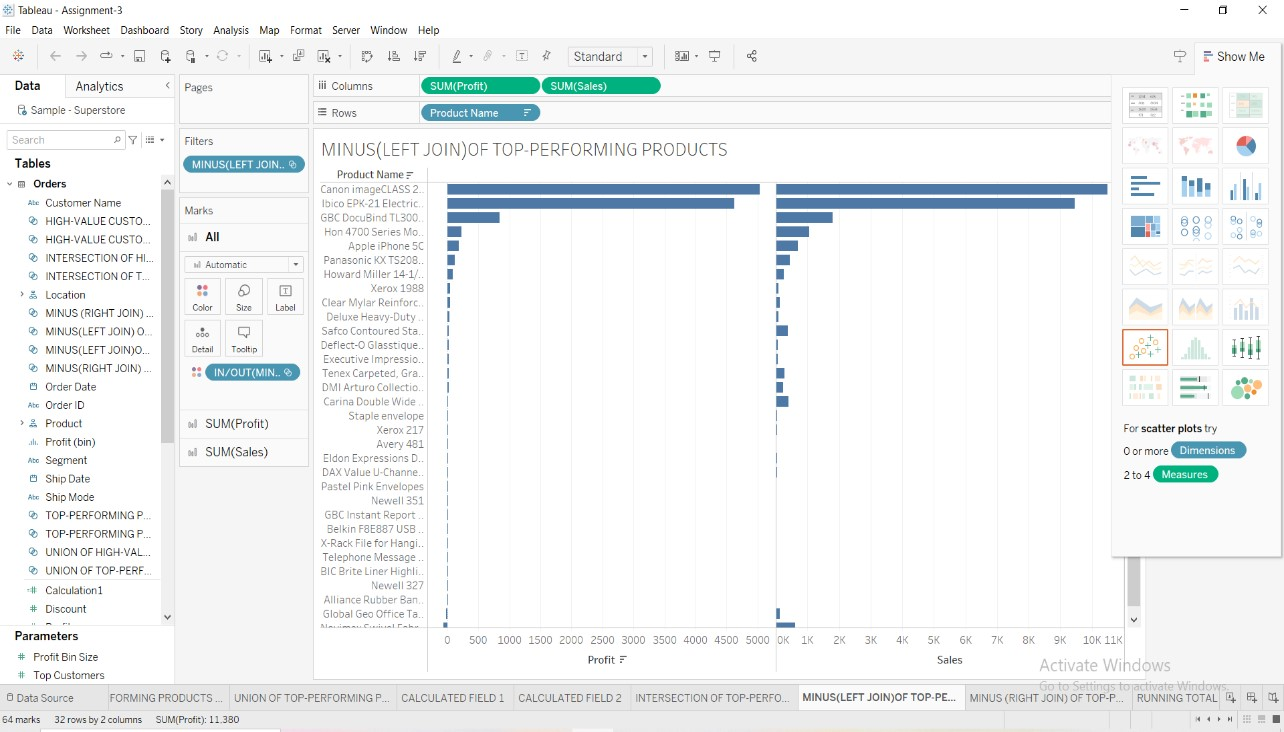 Tableau - Assignment-3
File Data Worksheet Dashboard Story Analysis Map Format Server Window Help
Standard
Show Me
Data Analytics
Sample - Superstore
Search
Tables
Orders
Abc Customer Name
HIGH-VALUE CUSTO...
HIGH-VALUE CUSTO...
INTERSECTION OF HI...
INTERSECTION OF T...
Location
MINUS (RIGHT JOIN) ...
MINUS(LEFT JOIN) O...
MINUS(LEFT JOIN)O...
MINUS(RIGHT JOIN) ...
Order Date
Abc Order ID
Product
Profit (bin)
Abc Segment
Ship Date
Abc Ship Mode
TOP-PERFORMING P...
TOP-PERFORMING P...
UNION OF HIGH-VAL...
UNION OF TOP-PERF...
=# Calculation1
# Discount
Parameters
# Profit Bin Size
# Top Customers
Pages
Filters
MINUS(LEFT JOIN..
Marks
All
Automatic
Color Size Label
Detail Tooltip
IN/OUT(MIN..
SUM(Profit)
SUM(Sales)
Columns SUM(Profit) SUM(Sales)
Rows Product Name
MINUS(LEFT JOIN)OF TOP-PERFORMING PRODUCTS
Product Name
Canon imageCLASS 2..
Ibico EPK-21 Electric..
GBC DocuBind TL300..
Hon 4700 Series Mo..
Apple iPhone 5C
Panasonic KX TS208..
Howard Miller 14-1/..
Xerox 1988
Clear Mylar Reinforc..
Deluxe Heavy-Duty ..
Safco Contoured Sta..
Deflect-O Glasstique..
Executive Impressio..
Tenex Carpeted, Gra..
DMI Arturo Collectio..
Carina Double Wide ..
Staple envelope
Xerox 217
Avery 481
Eldon Expressions D..
DAX Value U-Channe..
Pastel Pink Envelopes
Newell 351
GBC Instant Report ..
Belkin F8E887 USB ..
X-Rack File for Hangi..
Telephone Message ..
BIC Brite Liner Highli..
Newell 327
Alliance Rubber Ban..
Global Geo Office Ta..
0 500 1000 1500 2000 2500 3000 3500 4000 4500 5000
Profit
0K 1K 2K 3K 4K 5K 6K 7K 8K 9K 10K 11K
Sales
For scatter plots try
0 or more Dimensions
2 to 4 Measures
Activate Windows
Go to Settings to activate Windows.
Data Source FORMING PRODUCTS ... UNION OF TOP-PERFORMING P... CALCULATED FIELD 1 CALCULATED FIELD 2 INTERSECTION OF TOP-PERFO... MINUS(LEFT JOIN)OF TOP-PE... MINUS (RIGHT JOIN) OF TOP-P... RUNNING TOTAL
64 marks 32 rows by 2 columns SUM(Profit): 11,380